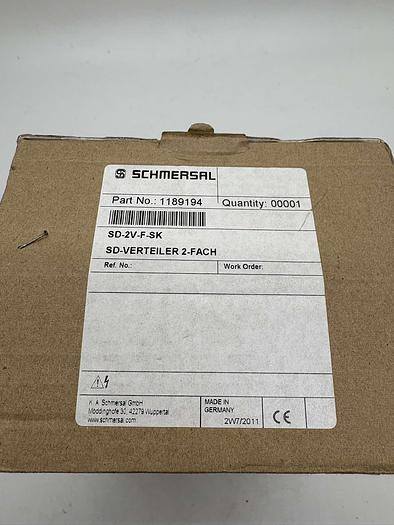 SCHMERSAL
Part No.: 1189194 Quantity: 00001
SD-2V-F-SK
SD-VERTEILER 2-FACH
Ref. No.: Work Order:
K. A. Schmersal GmbH
Möddinghofe 30, 42279 Wuppertal
www.schmersal.com
MADE IN
GERMANY
2W7/2011
CE